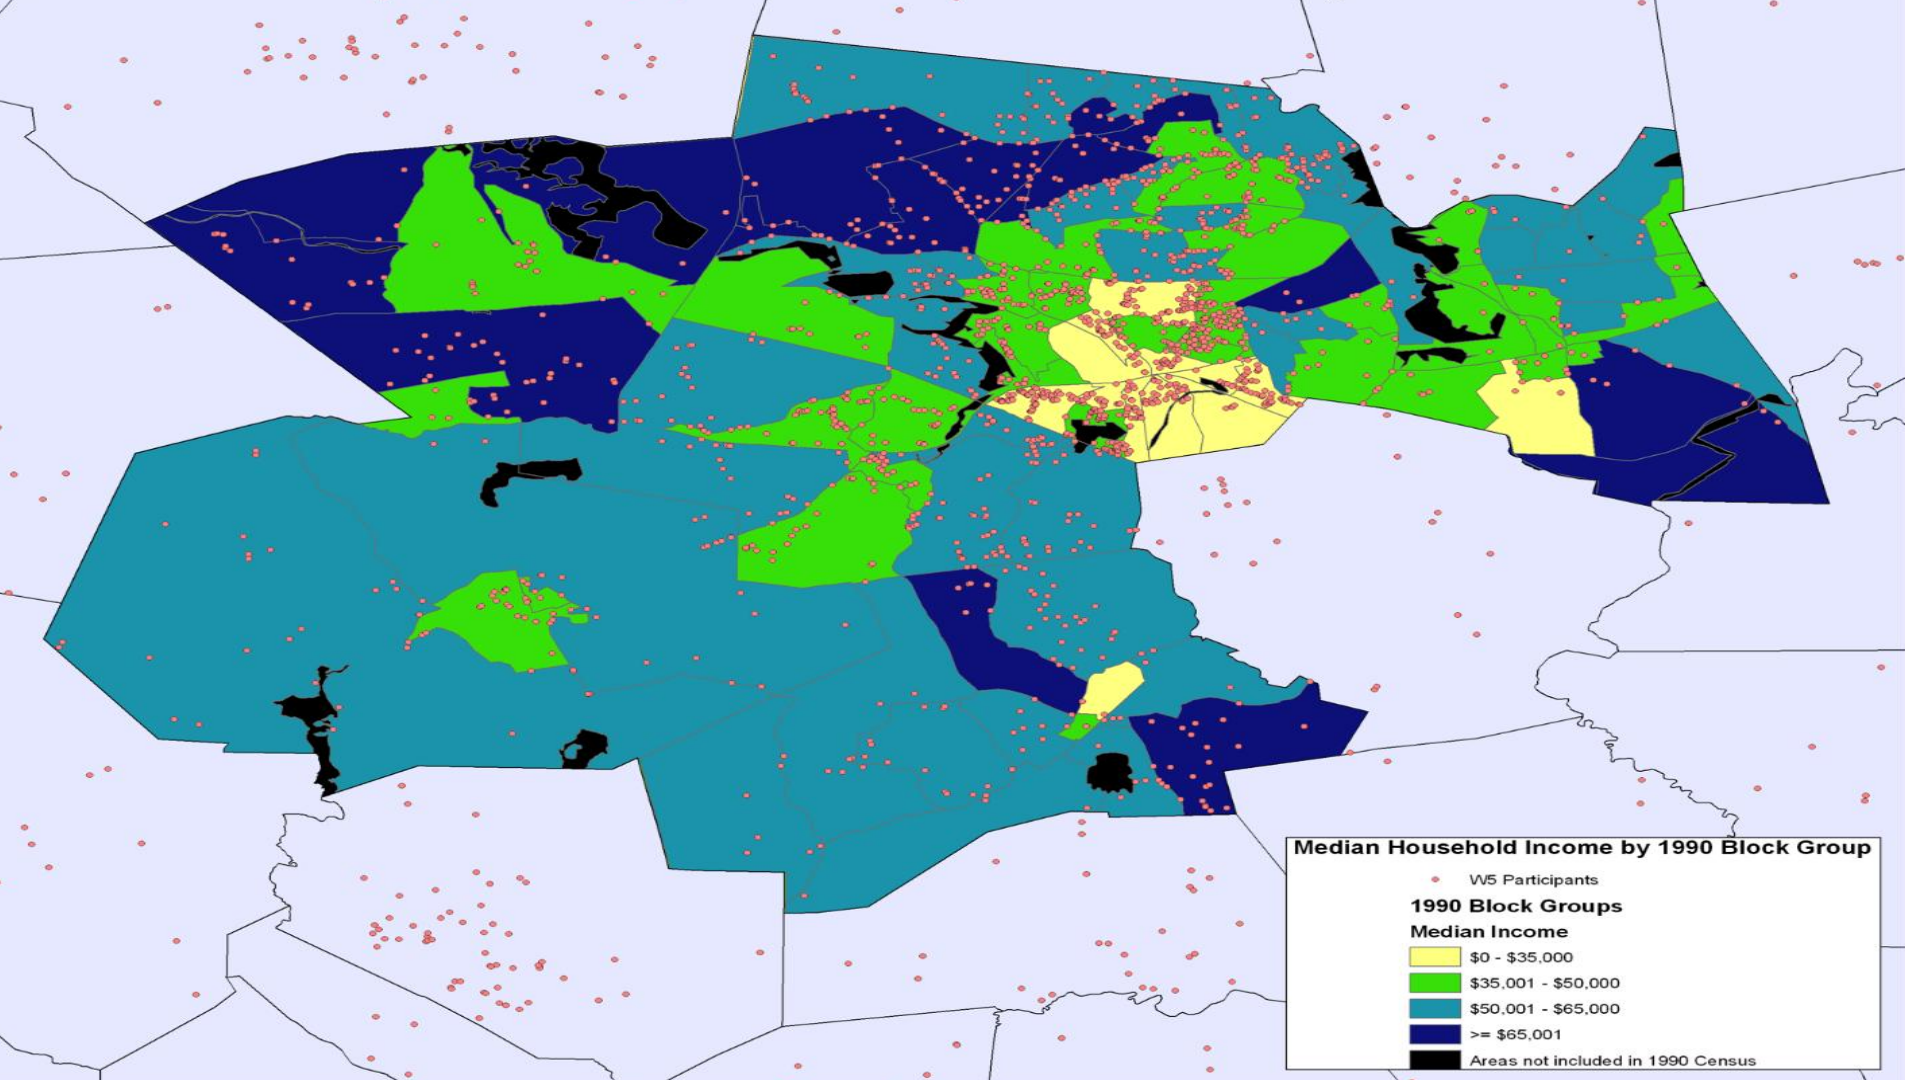 Median Household Income by 1990 Block Group
W5 Participants
1990 Block Groups
Median Income
$0 - $35,000
$35,001 - $50,000
$50,001 - $65,000
>= $65,001
Areas not included in 1990 Census